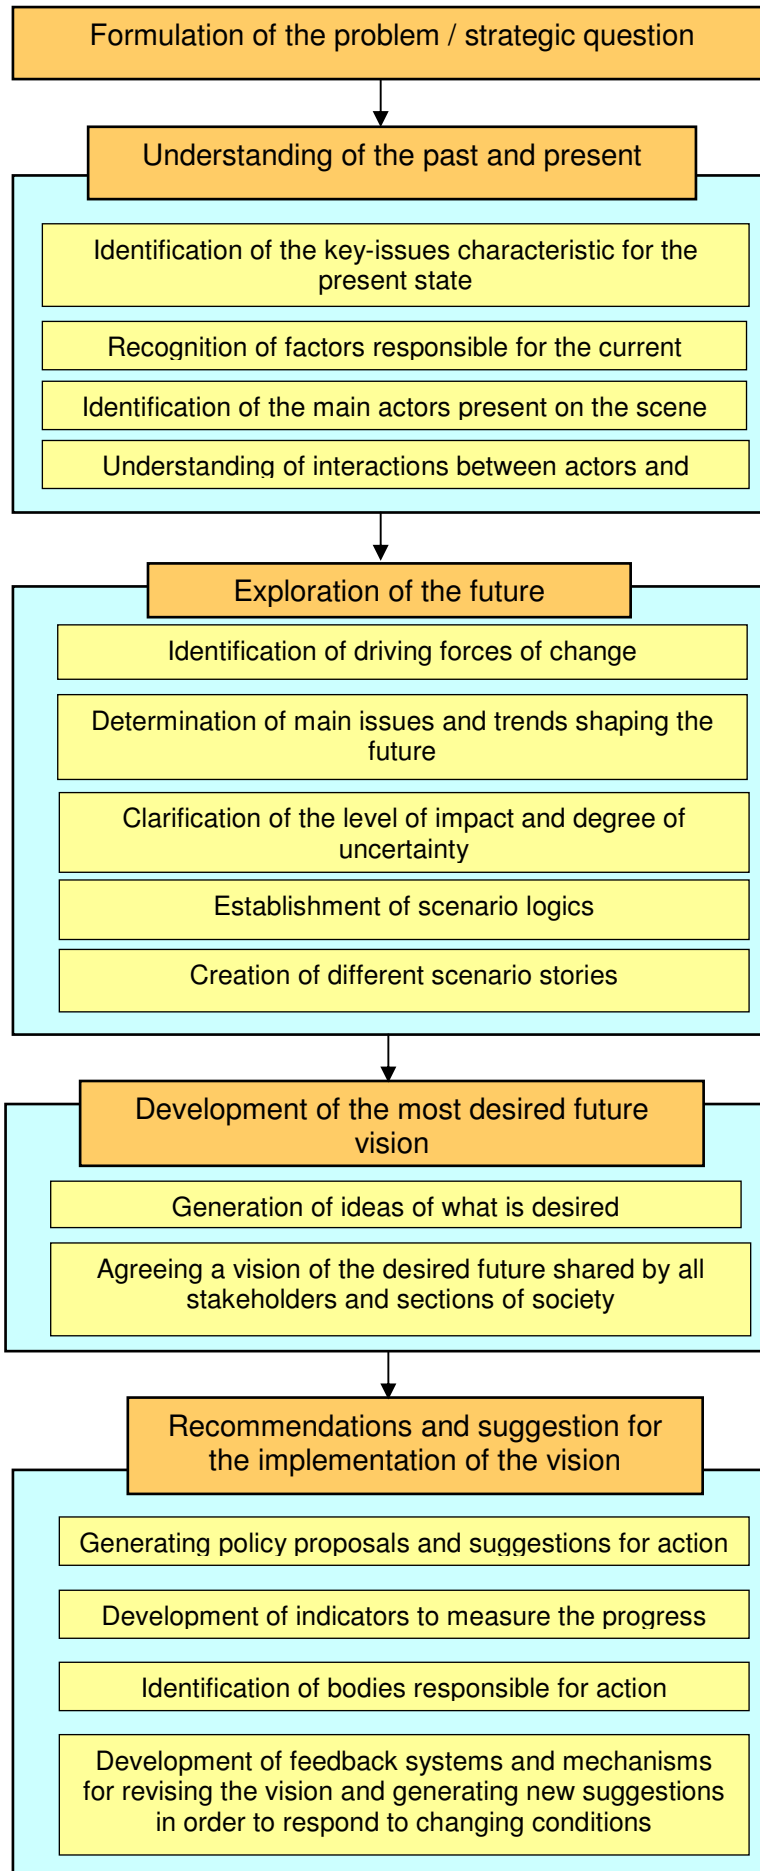 Formulation of the problem / strategic question
Understanding of the past and present
Identification of the key-issues characteristic for the
present state
Recognition of factors responsible for the current
Identification of the main actors present on the scene
Understanding of interactions between actors and
Exploration of the future
Identification of driving forces of change
Determination of main issues and trends shaping the
future
Clarification of the level of impact and degree of
uncertainty
Establishment of scenario logics
Creation of different scenario stories
Development of the most desired future
vision
Generation of ideas of what is desired
Agreeing a vision of the desired future shared by all
stakeholders and sections of society
Recommendations and suggestion for
the implementation of the vision
Generating policy proposals and suggestions for action
Development of indicators to measure the progress
Identification of bodies responsible for action
Development of feedback systems and mechanisms
for revising the vision and generating new suggestions
in order to respond to changing conditions